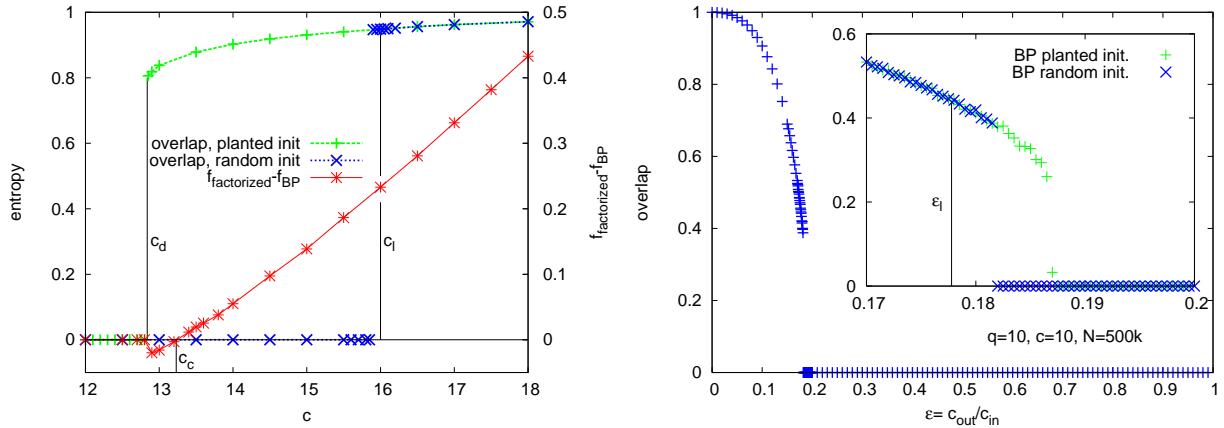 1
0.8
0.6
0.4
0.2
0
entropy
0.5
0.4
0.3
0.2
0.1
0
f_factorized-f_BP
overlap, planted init
overlap, random init
f_factorized-f_BP
c_d
c_c
c_l
12 13 14 15 16 17 18
c
1
0.8
0.6
0.4
0.2
0
overlap
0.6
0.4
0.2
0
BP planted init.
BP random init.
ε_l
0.17 0.18 0.19 0.2
q=10, c=10, N=500k
0 0.1 0.2 0.3 0.4 0.5 0.6 0.7 0.8 0.9 1
ε= c_out/c_in